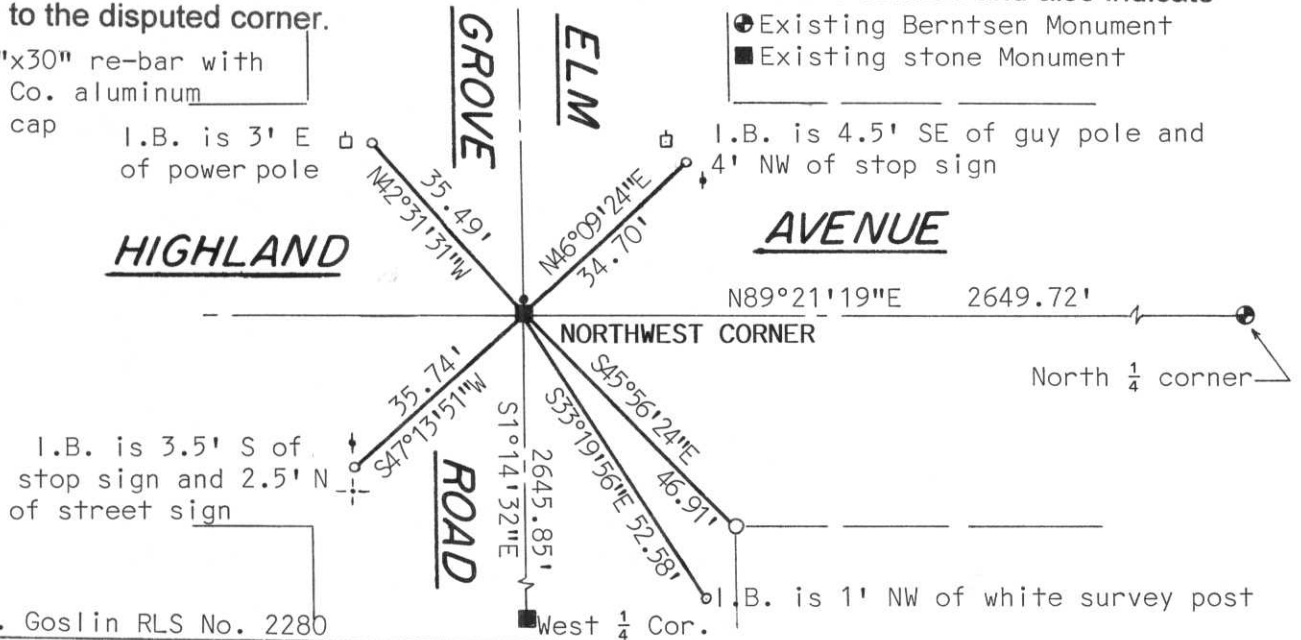 to the disputed corner.
"x30" re-bar with
Co. aluminum
cap
GROVE
ELM
Existing Berntsen Monument
Existing stone Monument
I.B. is 3' E
of power pole
I.B. is 4.5' SE of guy pole and
4' NW of stop sign
35.49'
N42°31'31"W
N46°09'24"E
34.70'
HIGHLAND
AVENUE
N89°21'19"E 2649.72'
NORTHWEST CORNER
North ¼ corner
35.74'
S47°13'51"W
S1°14'32"E
2645.85'
S33°19'56"E 52.58'
S45°56'24"E
46.91'
I.B. is 3.5' S of
stop sign and 2.5' N
of street sign
ROAD
I.B. is 1' NW of white survey post
. Goslin RLS No. 2280
West ¼ Cor.